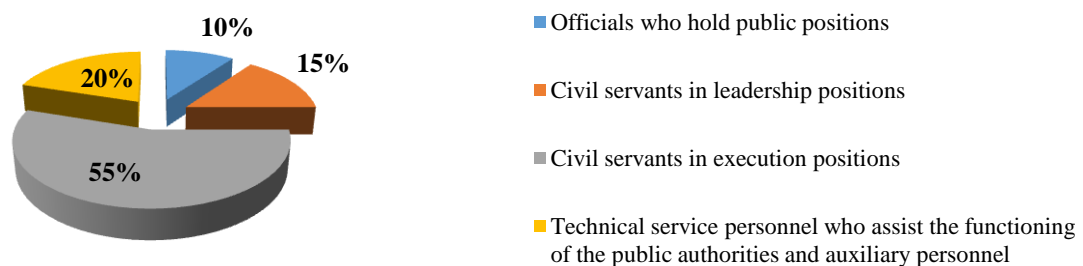 10%
15%
20%
55%
Officials who hold public positions
Civil servants in leadership positions
Civil servants in execution positions
Technical service personnel who assist the functioning
of the public authorities and auxiliary personnel